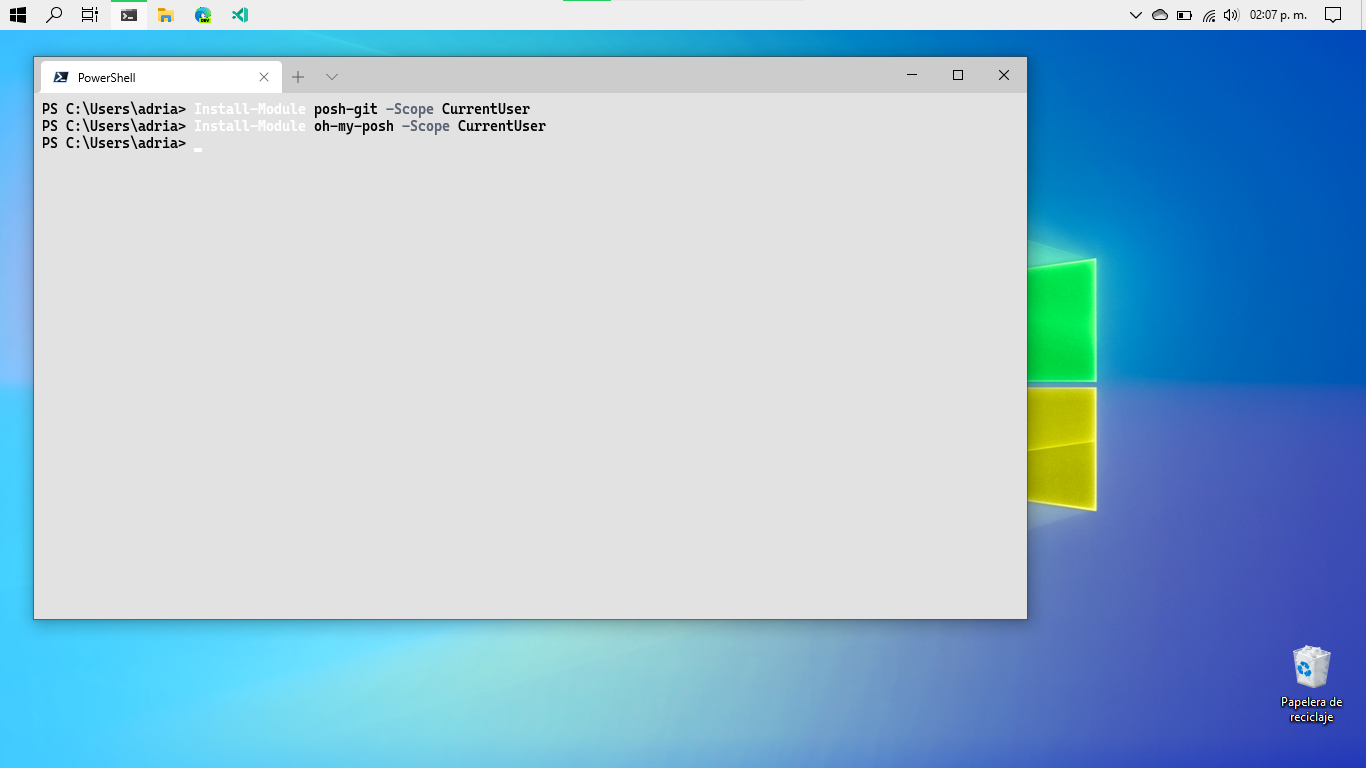 02:07 p. m.
PowerShell
PS C:\Users\adria> Install-Module posh-git -Scope CurrentUser
PS C:\Users\adria> Install-Module oh-my-posh -Scope CurrentUser
PS C:\Users\adria>
Papelera de
reciclaje